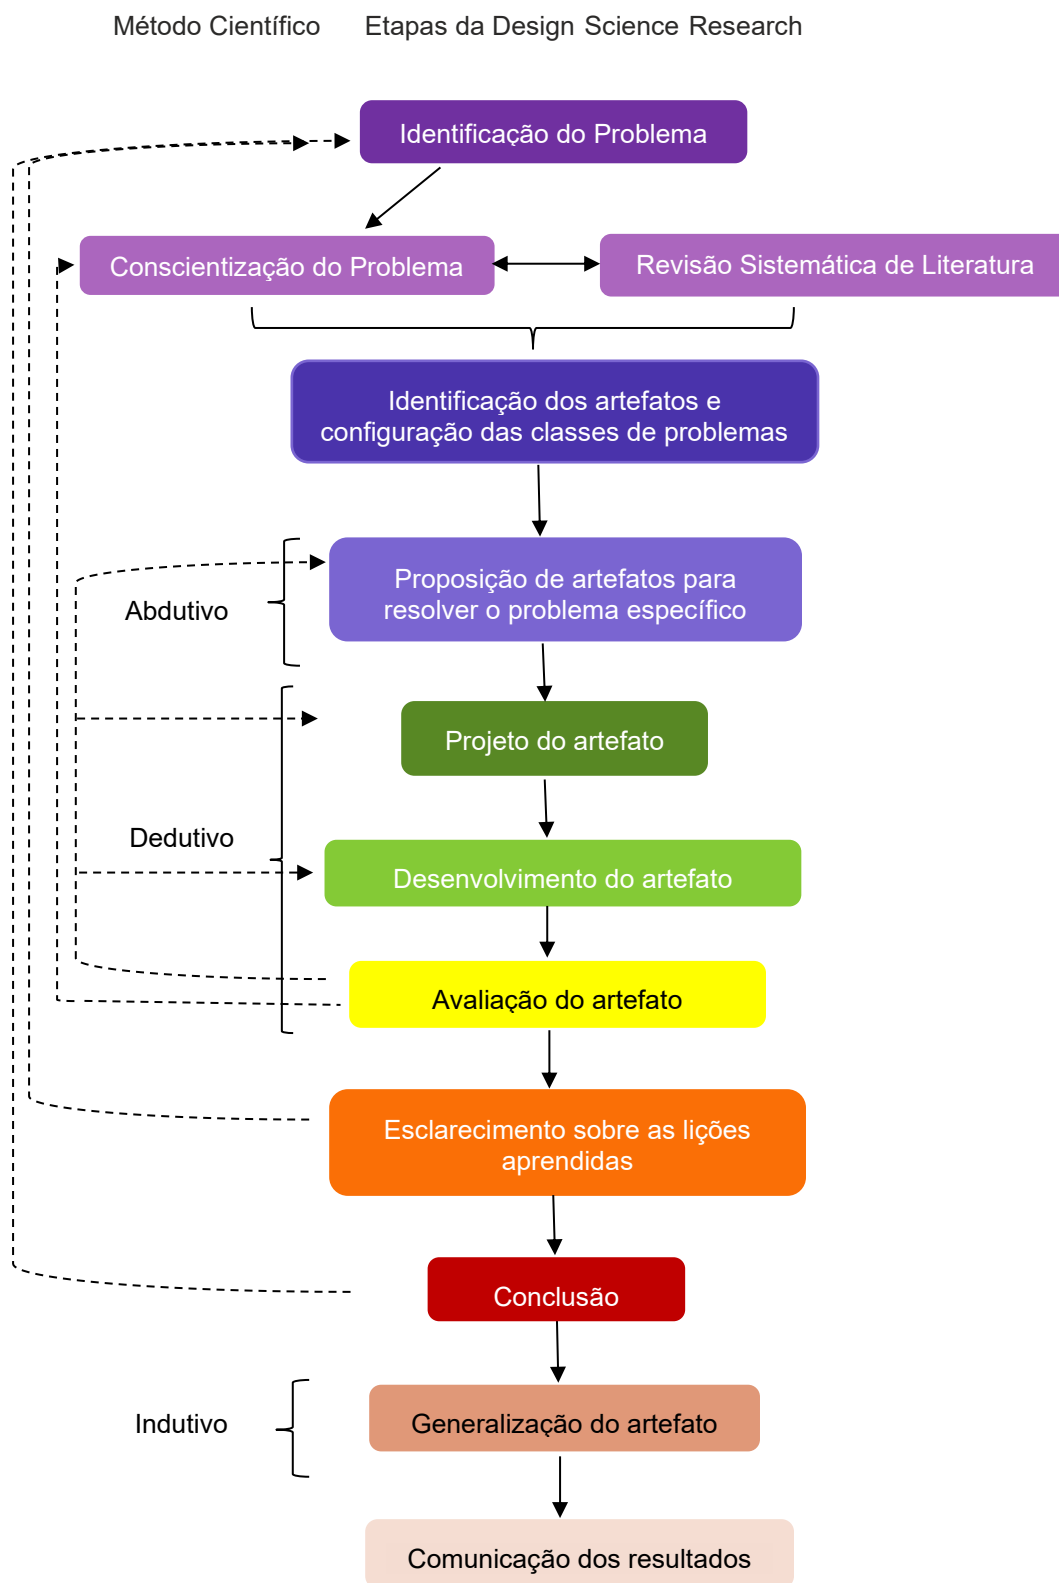 Método Científico Etapas da Design Science Research
Identificação do Problema
Conscientização do Problema
Revisão Sistemática de Literatura
Identificação dos artefatos e
configuração das classes de problemas
Abdutivo
Proposição de artefatos para
resolver o problema específico
Projeto do artefato
Dedutivo
Desenvolvimento do artefato
Avaliação do artefato
Esclarecimento sobre as lições
aprendidas
Conclusão
Indutivo
Generalização do artefato
Comunicação dos resultados